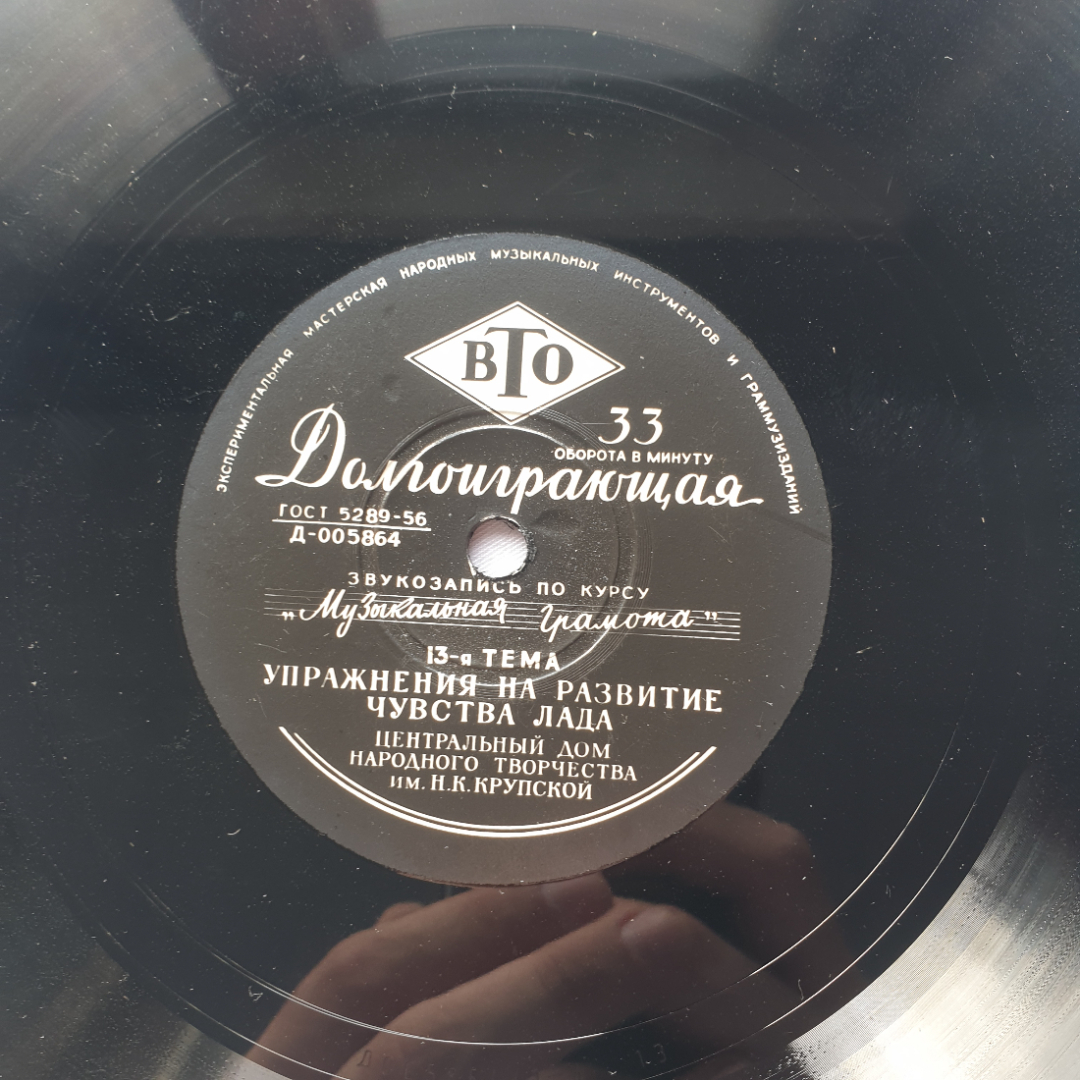 ЭКСПЕРИМЕНТАЛЬНАЯ МАСТЕРСКАЯ НАРОДНЫХ МУЗЫКАЛЬНЫХ ИНСТРУМЕНТОВ И ГРАММУЗИЗДАНИЙ
ВТО
33
ОБОРОТА В МИНУТУ
Долгоиграющая
ГОСТ 5289-56
Д-005864
ЗВУКОЗАПИСЬ ПО КУРСУ
„Музыкальная грамота"
13-я ТЕМА
УПРАЖНЕНИЯ НА РАЗВИТИЕ
ЧУВСТВА ЛАДА
ЦЕНТРАЛЬНЫЙ ДОМ
НАРОДНОГО ТВОРЧЕСТВА
ИМ. Н.К.КРУПСКОЙ